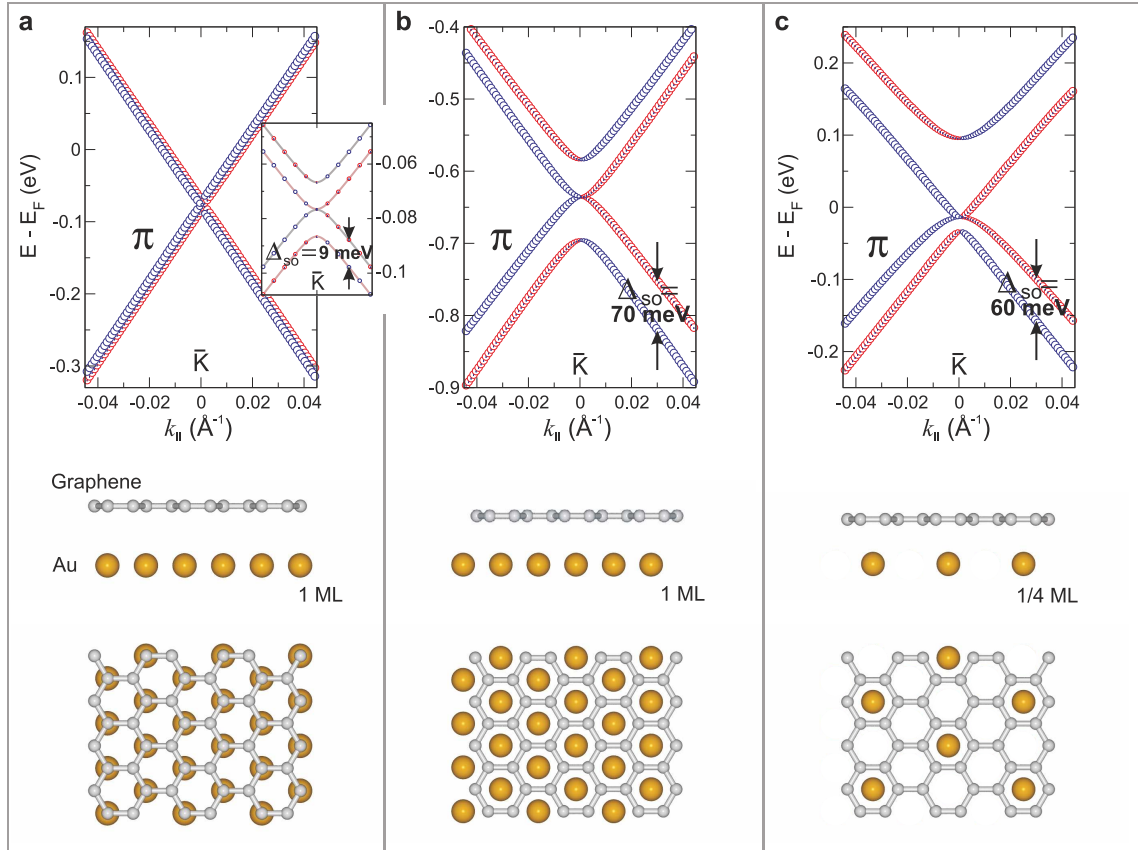 a
0.1
0
-0.1
-0.2
-0.3
E - E_F (eV)
π
K̄
-0.04 -0.02 0 0.02 0.04
k_II (Å⁻¹)
-0.06
-0.08
-0.1
Δ_SO = 9 meV
K̄
b
-0.4
-0.5
-0.6
-0.7
-0.8
-0.9
π
Δ_SO=
70 meV
K̄
-0.04 -0.02 0 0.02 0.04
k_II (Å⁻¹)
c
0.2
0.1
0
-0.1
-0.2
E - E_F (eV)
π
Δ_SO=
60 meV
K̄
-0.04 -0.02 0 0.02 0.04
k_II (Å⁻¹)
Graphene
Au
1 ML
1 ML
1/4 ML